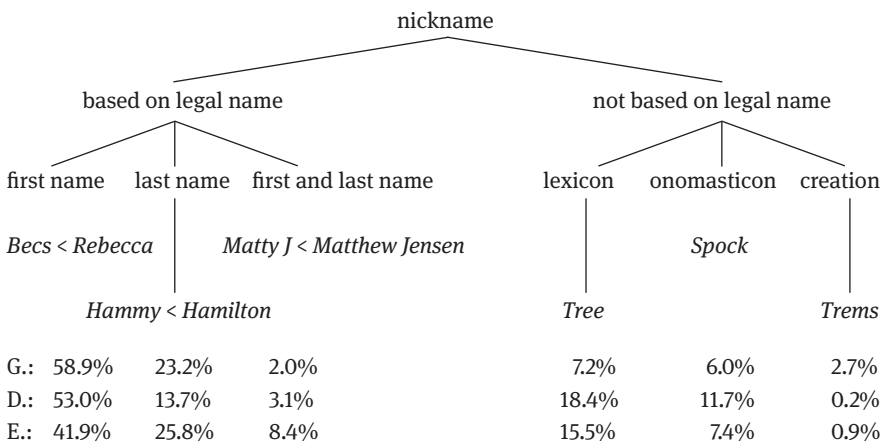 nickname
based on legal name not based on legal name
first name last name first and last name lexicon onomasticon creation
Becs < Rebecca Matty J < Matthew Jensen Spock
Hammy < Hamilton Tree Trems
G.: 58.9% 23.2% 2.0% 7.2% 6.0% 2.7%
D.: 53.0% 13.7% 3.1% 18.4% 11.7% 0.2%
E.: 41.9% 25.8% 8.4% 15.5% 7.4% 0.9%